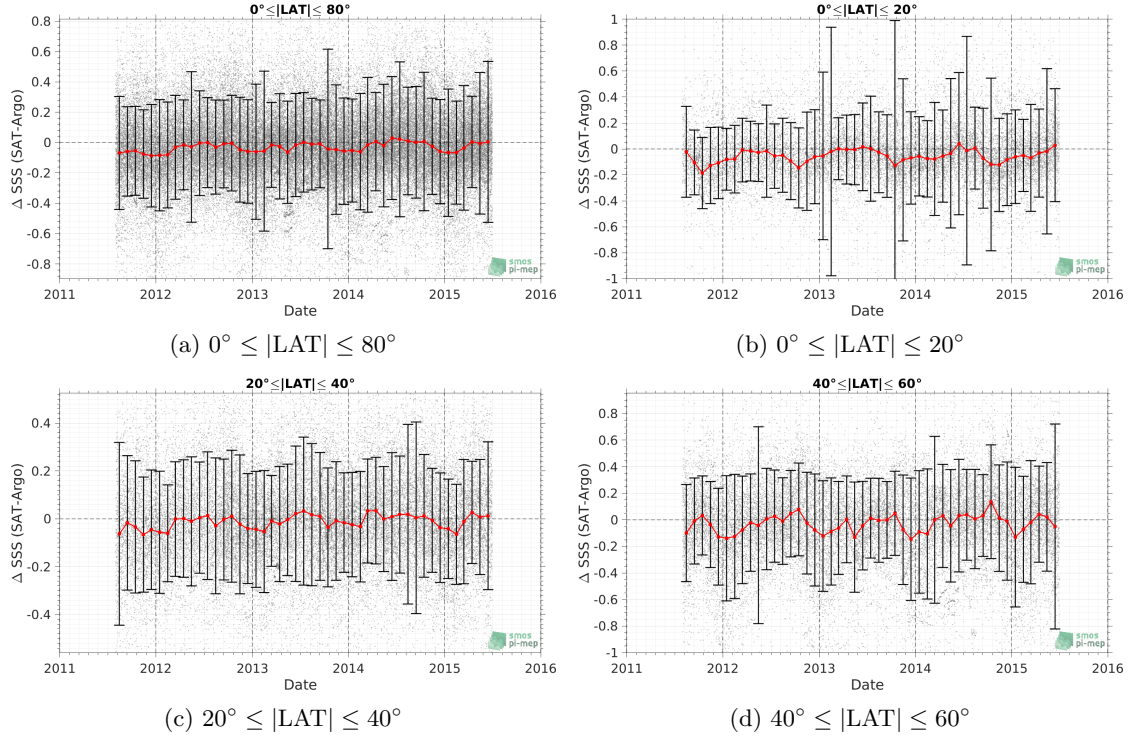 0°≤|LAT|≤ 80°
Δ SSS (SAT-Argo)
0.8
0.6
0.4
0.2
0
-0.2
-0.4
-0.6
-0.8
2011 2012 2013 2014 2015 2016
Date
smos
pi-mep
(a) 0° ≤ |LAT| ≤ 80°
0°≤|LAT|≤ 20°
Δ SSS (SAT-Argo)
1
0.8
0.6
0.4
0.2
0
-0.2
-0.4
-0.6
-0.8
-1
2011 2012 2013 2014 2015 2016
Date
smos
pi-mep
(b) 0° ≤ |LAT| ≤ 20°
20°≤|LAT|≤ 40°
Δ SSS (SAT-Argo)
0.4
0.2
0
-0.2
-0.4
2011 2012 2013 2014 2015 2016
Date
smos
pi-mep
(c) 20° ≤ |LAT| ≤ 40°
40°≤|LAT|≤ 60°
Δ SSS (SAT-Argo)
0.8
0.6
0.4
0.2
0
-0.2
-0.4
-0.6
-0.8
-1
2011 2012 2013 2014 2015 2016
Date
smos
pi-mep
(d) 40° ≤ |LAT| ≤ 60°